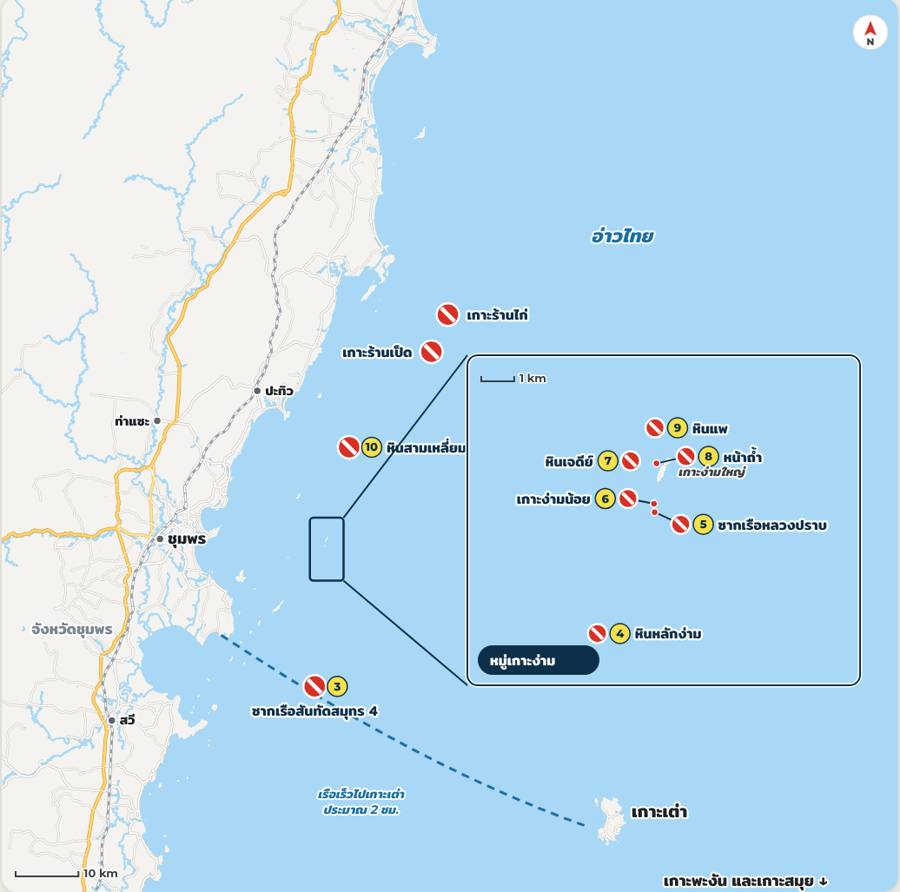 N
อ่าวไทย
เกาะร้านไก่
เกาะร้านเป็ด
1 km
ปะทิว
ท่าแซะ
9 หินแพ
10 หินสามเหลี่ยม
หินเจดีย์ 7
8 หน้าถ้ำ
เกาะง่ามใหญ่
เกาะง่ามน้อย 6
5 ซากเรือหลวงปราบ
ชุมพร
จังหวัดชุมพร
4 หินหลักง่าม
หมู่เกาะง่าม
3
ซากเรือสันทัดสมุทร 4
สวี
เรือเร็วไปเกาะเต่า
ประมาณ 2 ชม.
เกาะเต่า
10 km
เกาะพะงัน และเกาะสมุย ↓